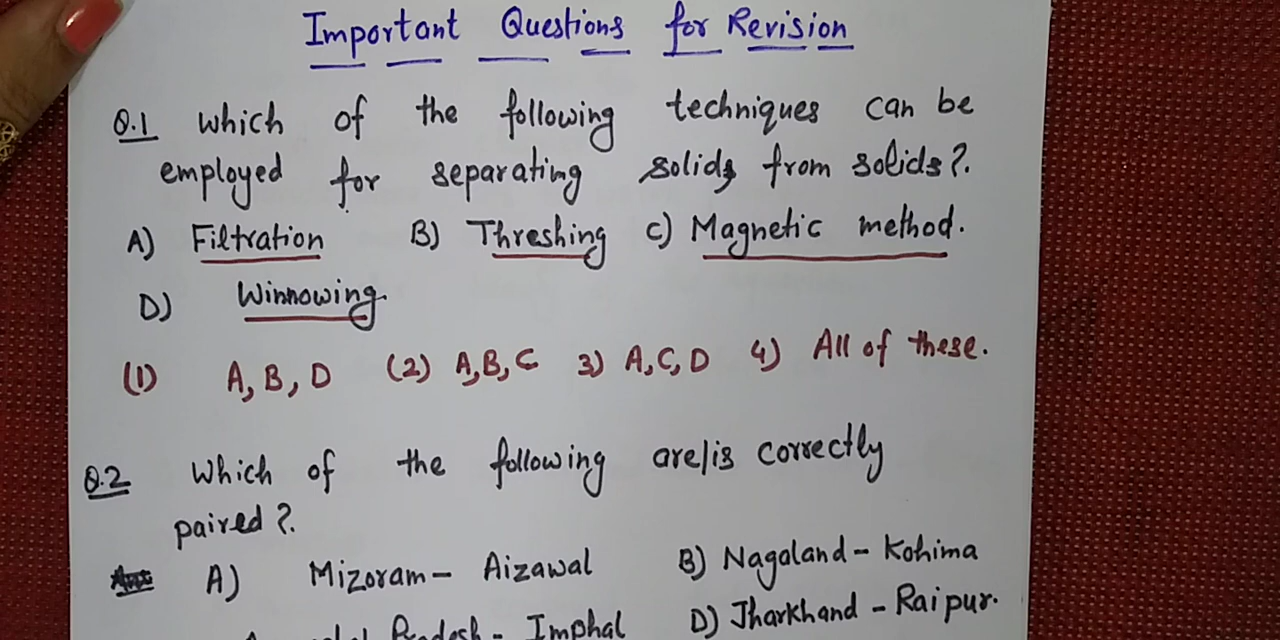 Important Questions for Revision
Q.1 which of the following techniques can be
employed for separating solids from solids?.
A) Filtration B) Threshing C) Magnetic method.
D) Winnowing.
(1) A, B, D (2) A,B,C 3) A,C,D 4) All of these.
Q.2 Which of the following are/is correctly
paired?.
A) Mizoram- Aizawal B) Nagaland- Kohima
Pradesh- Imphal D) Jharkhand - Raipur.